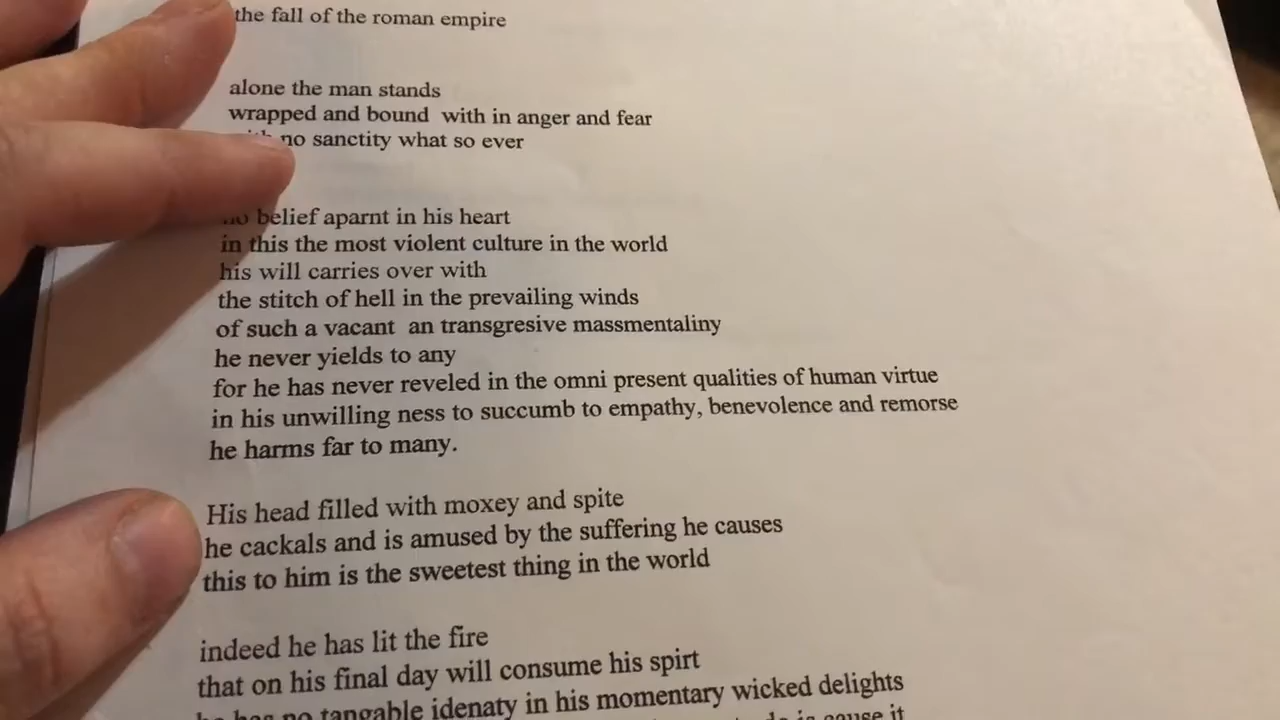 the fall of the roman empire
alone the man stands
wrapped and bound  with in anger and fear
no sanctity what so ever
no belief aparnt in his heart
in this the most violent culture in the world
his will carries over with
the stitch of hell in the prevailing winds
of such a vacant  an transgresive massmentaliny
he never yields to any
for he has never reveled in the omni present qualities of human virtue
in his unwilling ness to succumb to empathy, benevolence and remorse
he harms far to many.
His head filled with moxey and spite
he cackals and is amused by the suffering he causes
this to him is the sweetest thing in the world
indeed he has lit the fire
that on his final day will consume his spirt
he has no tangable idenaty in his momentary wicked delights
is cause it